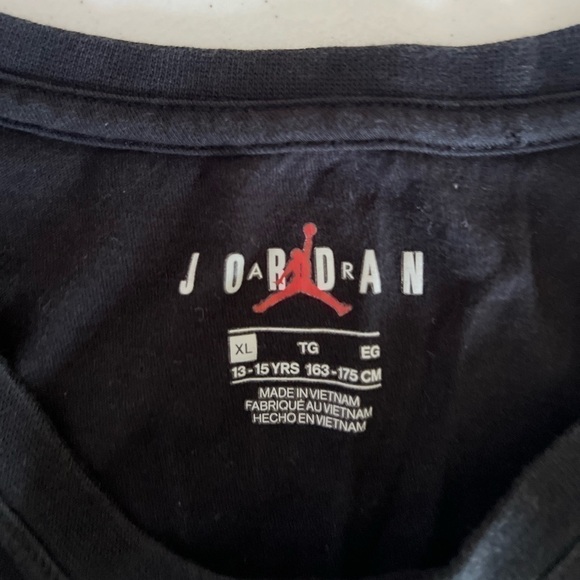 JORDAN
AIR
XL TG EG
13-15 YRS 163-175 CM
MADE IN VIETNAM
FABRIQUÉ AU VIETNAM
HECHO EN VIETNAM